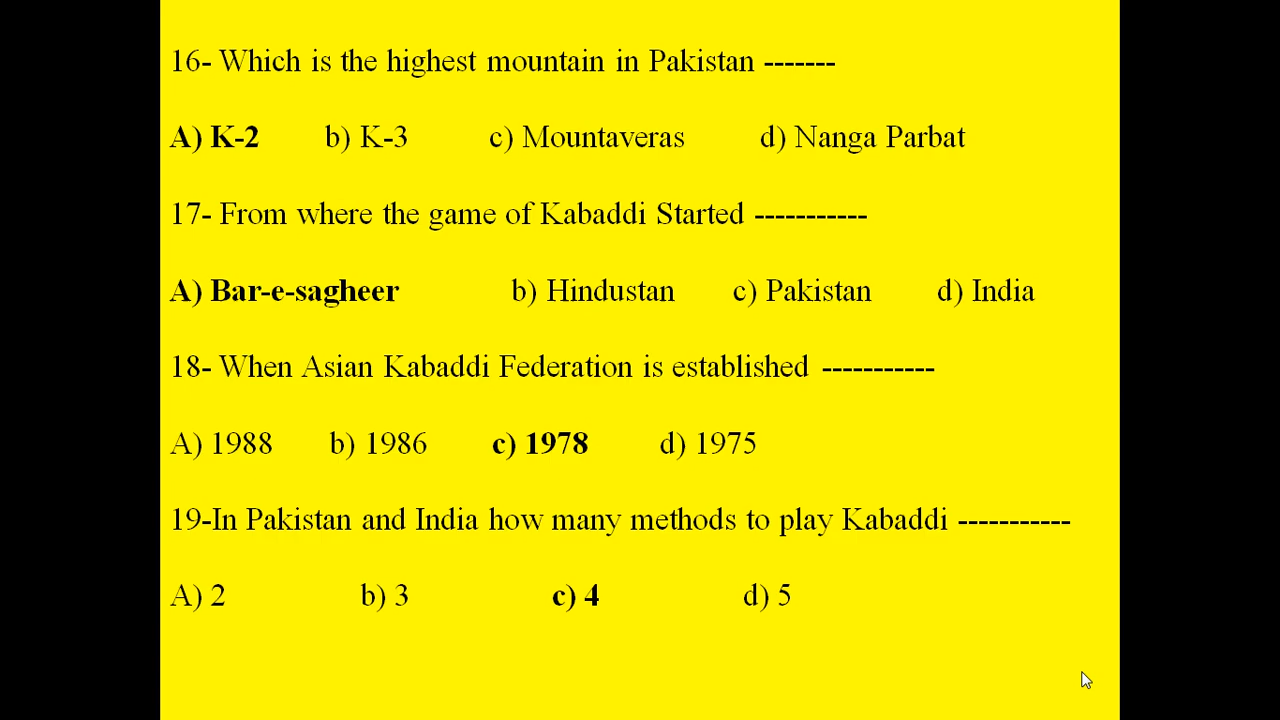 16- Which is the highest mountain in Pakistan -------
A) K-2 b) K-3 c) Mountaveras d) Nanga Parbat
17- From where the game of Kabaddi Started -----------
A) Bar-e-sagheer b) Hindustan c) Pakistan d) India
18- When Asian Kabaddi Federation is established -----------
A) 1988 b) 1986 c) 1978 d) 1975
19-In Pakistan and India how many methods to play Kabaddi -----------
A) 2 b) 3 c) 4 d) 5